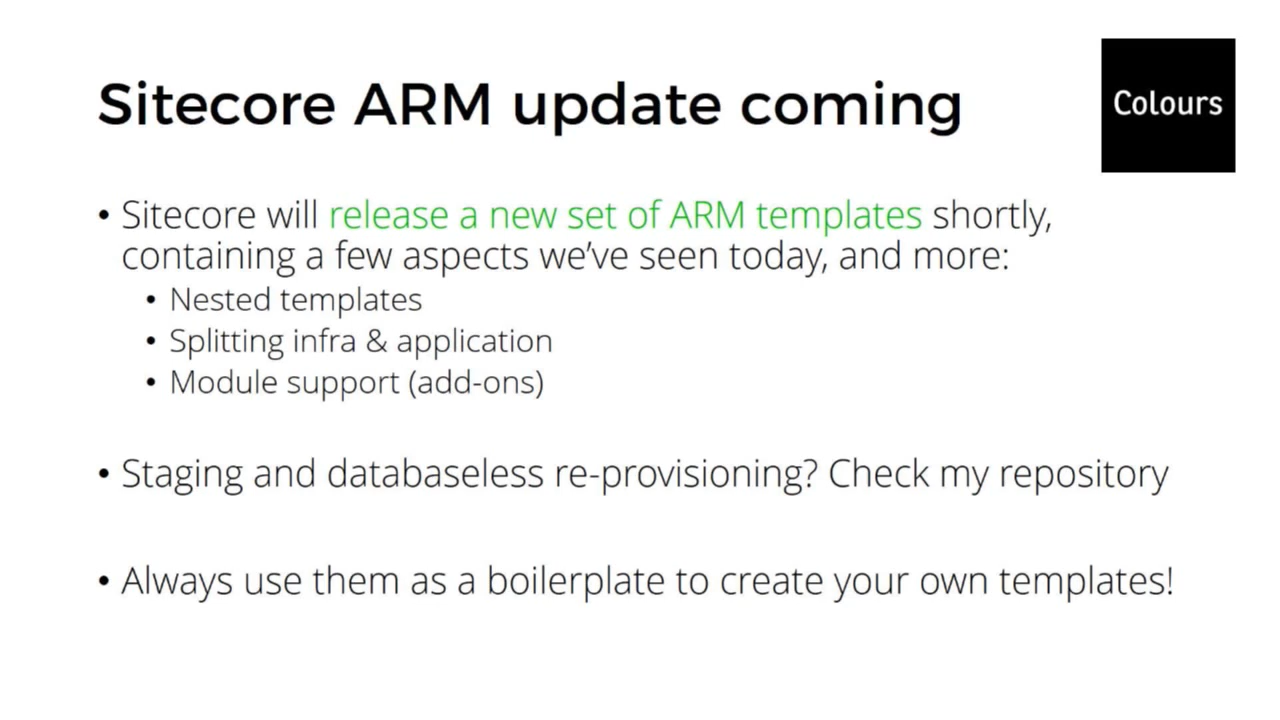 Sitecore ARM update coming
Colours
• Sitecore will release a new set of ARM templates shortly,
containing a few aspects we've seen today, and more:
• Nested templates
• Splitting infra & application
• Module support (add-ons)
• Staging and databaseless re-provisioning? Check my repository
• Always use them as a boilerplate to create your own templates!